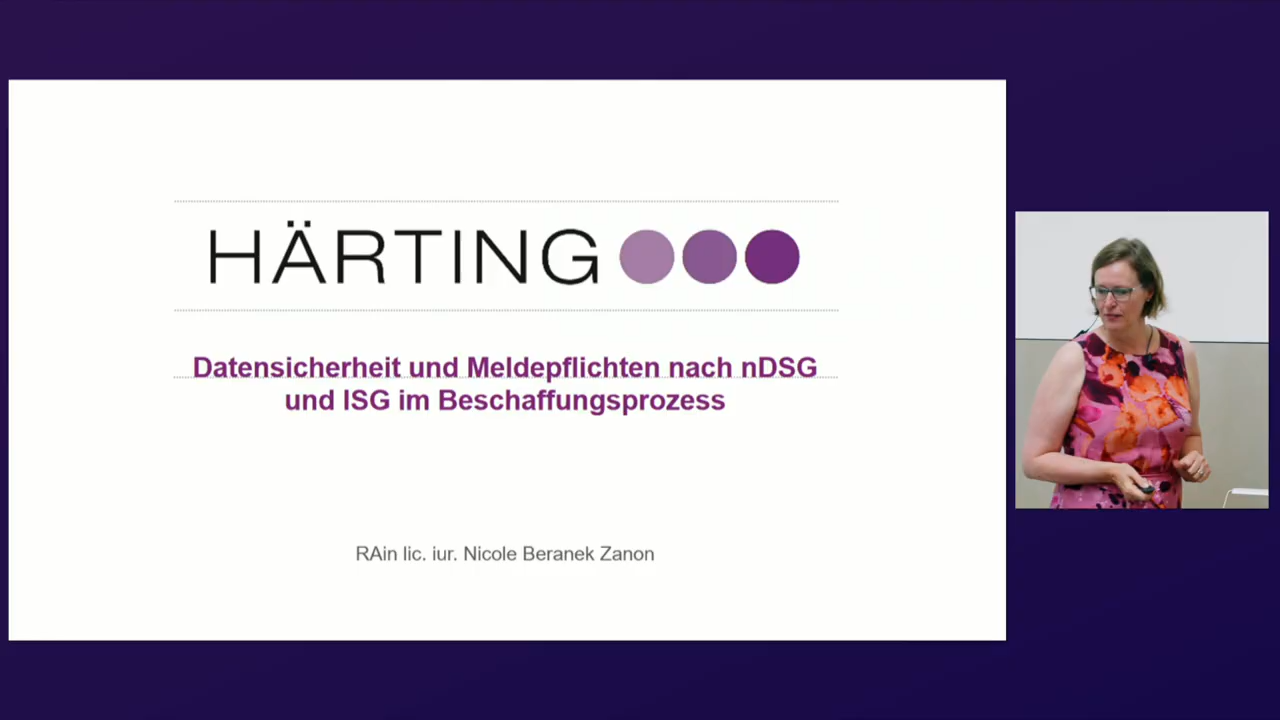 HÄRTING
Datensicherheit und Meldepflichten nach nDSG
und ISG im Beschaffungsprozess
RAin lic. iur. Nicole Beranek Zanon